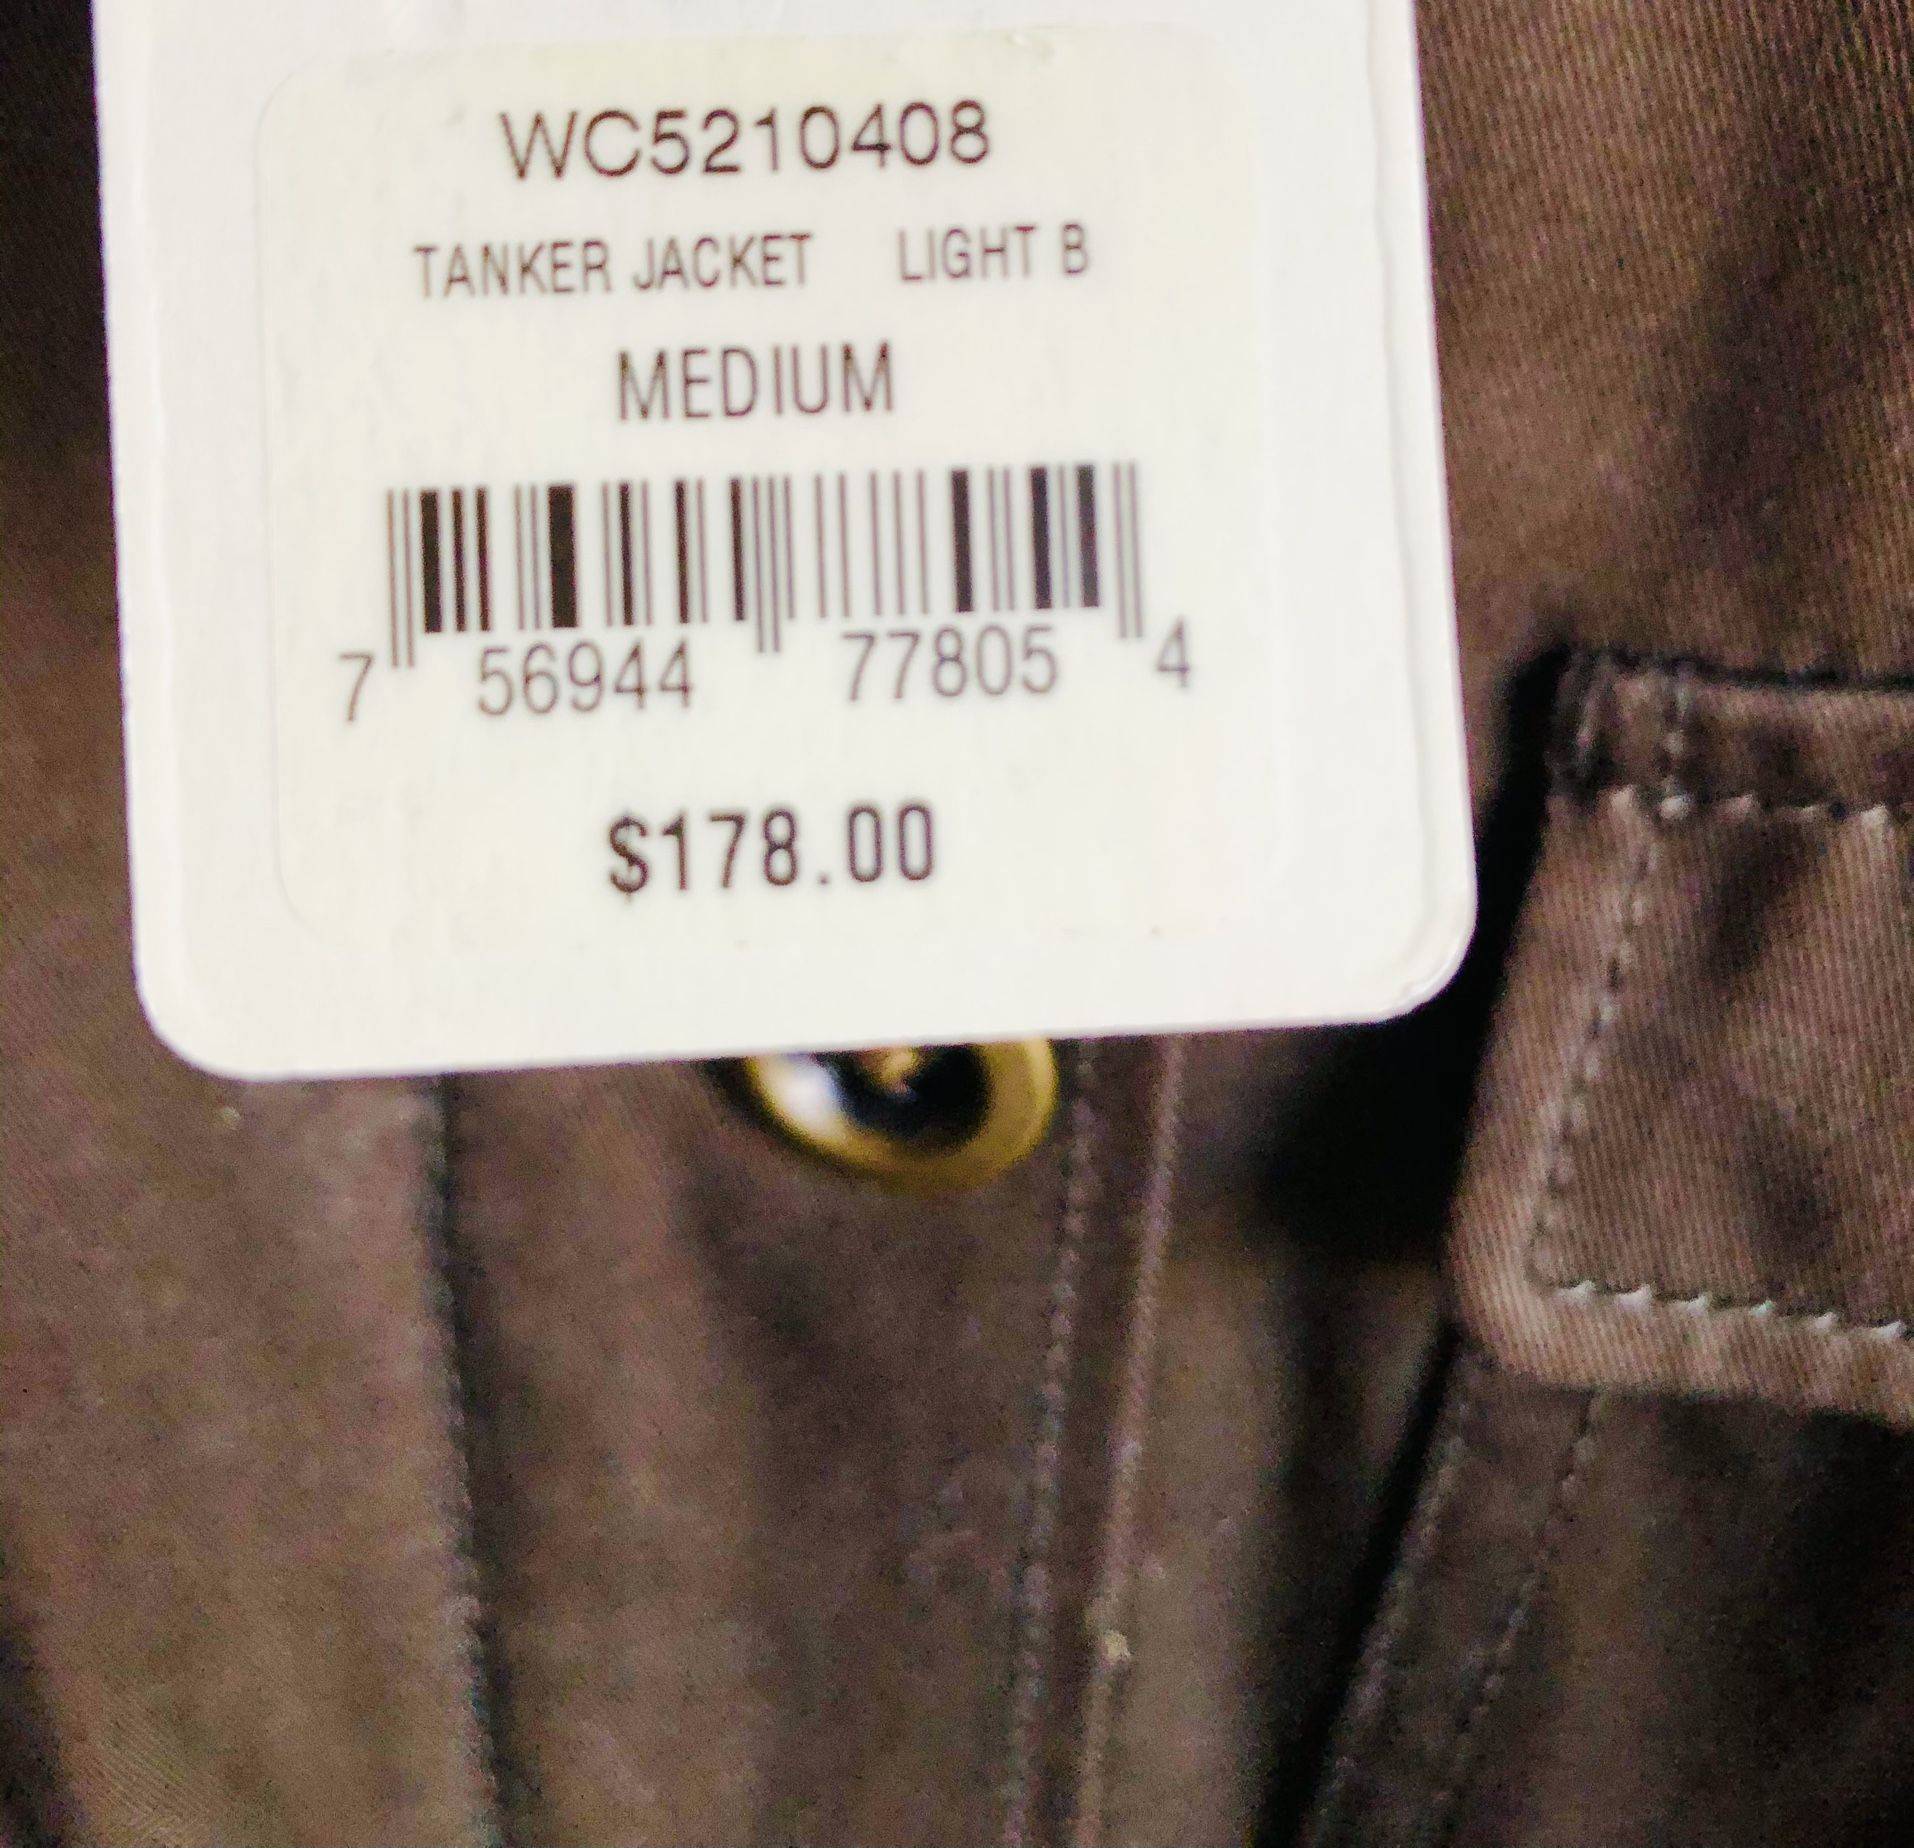 WC5210408
TANKER JACKET LIGHT B
MEDIUM
7 56944 77805 4
$178.00